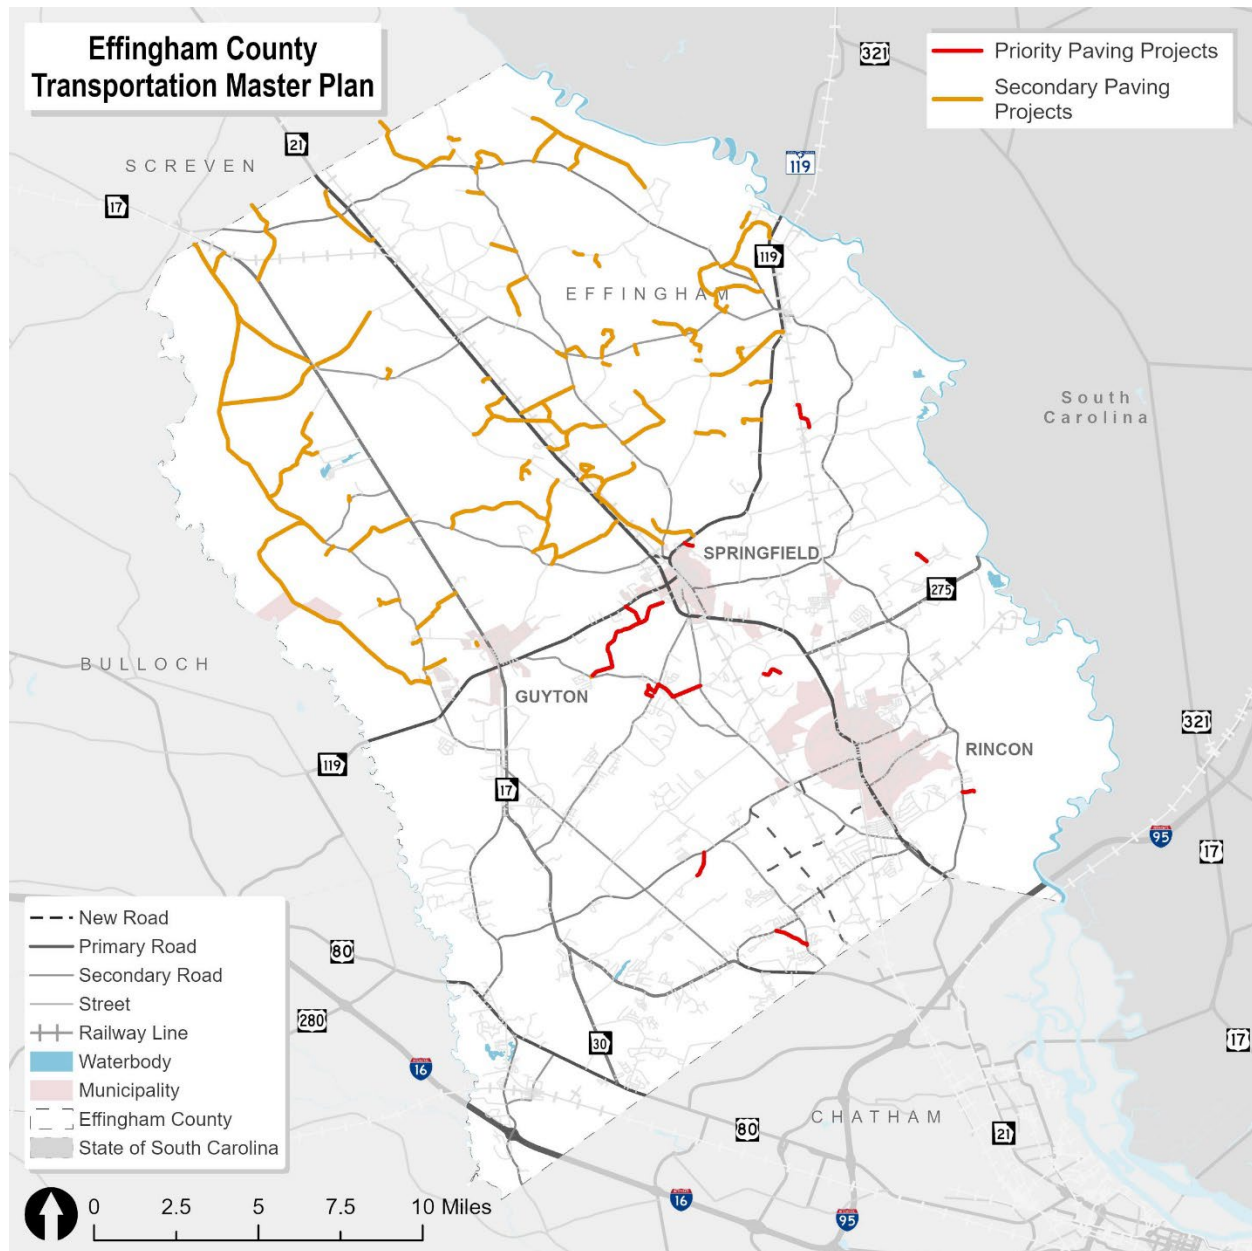 Effingham County
Transportation Master Plan
Priority Paving Projects
Secondary Paving
Projects
321
21
SCREVEN
119
17
119
EFFINGHAM
South
Carolina
SPRINGFIELD
275
BULLOCH
GUYTON
321
RINCON
119
17
95
17
New Road
Primary Road
80
Secondary Road
Street
280
Railway Line
30
17
Waterbody
16
Municipality
CHATHAM
Effingham County
80
21
State of South Carolina
16
95
0 2.5 5 7.5 10 Miles